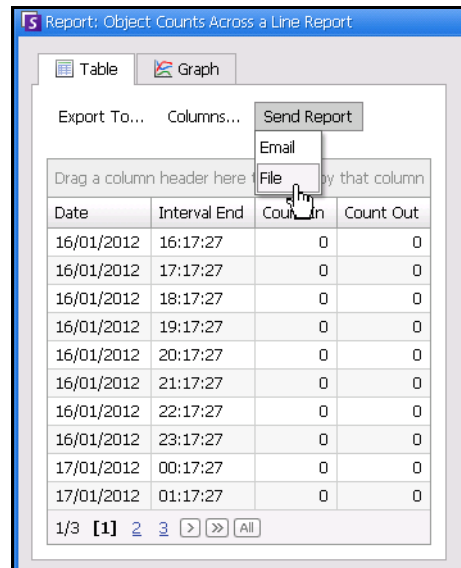 Report: Object Counts Across a Line Report
Table Graph
Export To... Columns... Send Report
Email
File
Drag a column header here by that column
Date Interval End Count In Count Out
16/01/2012 16:17:27 0 0
16/01/2012 17:17:27 0 0
16/01/2012 18:17:27 0 0
16/01/2012 19:17:27 0 0
16/01/2012 20:17:27 0 0
16/01/2012 21:17:27 0 0
16/01/2012 22:17:27 0 0
16/01/2012 23:17:27 0 0
17/01/2012 00:17:27 0 0
17/01/2012 01:17:27 0 0
1/3 [1] 2 3 > >> All